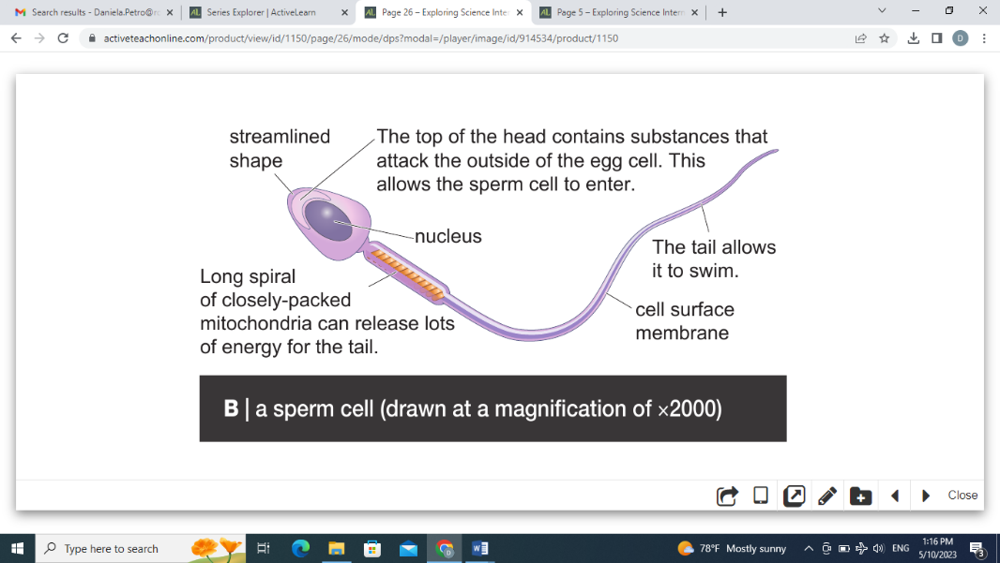 Search results - Daniela.Petro@r
Series Explorer | ActiveLearn
Page 26 – Exploring Science Inter
Page 5 – Exploring Science Intern
activeteachonline.com/product/view/id/1150/page/26/mode/dps?modal=/player/image/id/914534/product/1150
D
streamlined
shape
The top of the head contains substances that
attack the outside of the egg cell. This
allows the sperm cell to enter.
nucleus
The tail allows
it to swim.
Long spiral
of closely-packed
mitochondria can release lots
of energy for the tail.
cell surface
membrane
B | a sperm cell (drawn at a magnification of ×2000)
Close
Type here to search
78°F Mostly sunny
ENG
1:16 PM
5/10/2023
3